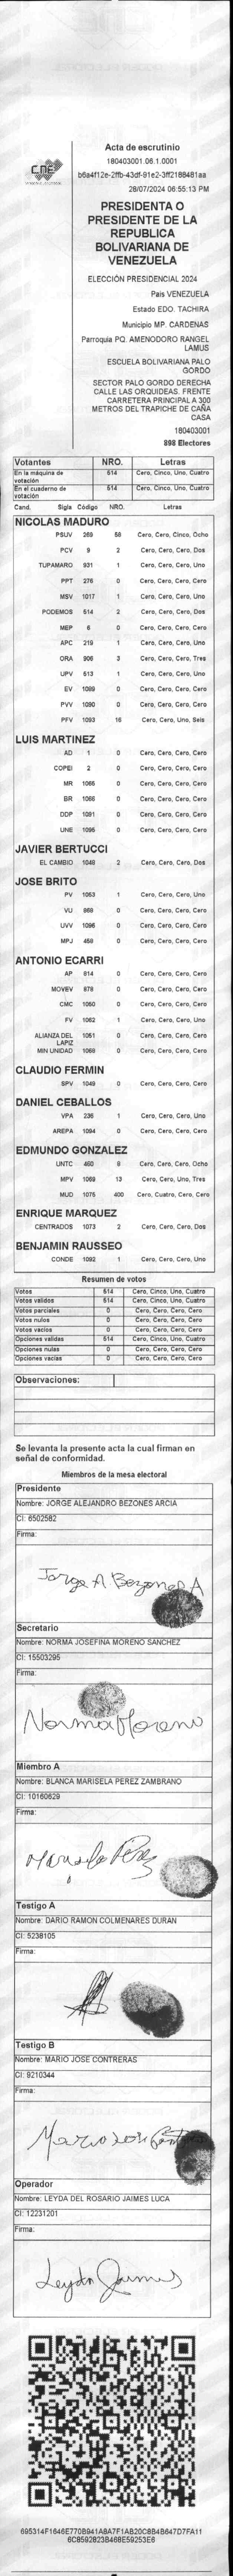 CNE
Acta de escrutinio
180403001.06.1.0001
b6a4f12e-2ffb-43df-91e2-3ff2186481aa
28/07/2024 06:55:13 PM
PRESIDENTA O
PRESIDENTE DE LA
REPUBLICA
BOLIVARIANA DE
VENEZUELA
ELECCIÓN PRESIDENCIAL 2024
País VENEZUELA
Estado EDO. TACHIRA
Municipio MP. CARDENAS
Parroquia PQ. AMENODORO RANGEL
LAMUS
ESCUELA BOLIVARIANA PALO
GORDO
SECTOR PALO GORDO DERECHA
CALLE LAS ORQUIDEAS. FRENTE
CARRETERA PRINCIPAL A 300
METROS DEL TRAPICHE DE CAÑA
CASA
180403001
898 Electores
Votantes NRO. Letras
En la máquina de votación 514 Cero, Cinco, Uno, Cuatro
En el cuaderno de votación 514 Cero, Cinco, Uno, Cuatro
Cand. Sigla Código NRO. Letras
NICOLAS MADURO
PSUV 269 58 Cero, Cero, Cinco, Ocho
PCV 9 2 Cero, Cero, Cero, Dos
TUPAMARO 931 1 Cero, Cero, Cero, Uno
PPT 276 0 Cero, Cero, Cero, Cero
MSV 1017 1 Cero, Cero, Cero, Uno
PODEMOS 514 2 Cero, Cero, Cero, Dos
MEP 6 0 Cero, Cero, Cero, Cero
APC 219 1 Cero, Cero, Cero, Uno
ORA 906 3 Cero, Cero, Cero, Tres
UPV 513 1 Cero, Cero, Cero, Uno
EV 1089 0 Cero, Cero, Cero, Cero
PVV 1090 0 Cero, Cero, Cero, Cero
PFV 1093 16 Cero, Cero, Uno, Seis
LUIS MARTINEZ
AD 1 0 Cero, Cero, Cero, Cero
COPEI 2 0 Cero, Cero, Cero, Cero
MR 1065 0 Cero, Cero, Cero, Cero
BR 1066 0 Cero, Cero, Cero, Cero
DDP 1091 0 Cero, Cero, Cero, Cero
UNE 1095 0 Cero, Cero, Cero, Cero
JAVIER BERTUCCI
EL CAMBIO 1048 2 Cero, Cero, Cero, Dos
JOSE BRITO
PV 1053 1 Cero, Cero, Cero, Uno
VU 868 0 Cero, Cero, Cero, Cero
UVV 1096 0 Cero, Cero, Cero, Cero
MPJ 458 0 Cero, Cero, Cero, Cero
ANTONIO ECARRI
AP 814 0 Cero, Cero, Cero, Cero
MOVEV 878 0 Cero, Cero, Cero, Cero
CMC 1050 0 Cero, Cero, Cero, Cero
FV 1062 1 Cero, Cero, Cero, Uno
ALIANZA DEL LAPIZ 1051 0 Cero, Cero, Cero, Cero
MIN UNIDAD 1068 0 Cero, Cero, Cero, Cero
CLAUDIO FERMIN
SPV 1049 0 Cero, Cero, Cero, Cero
DANIEL CEBALLOS
VPA 236 1 Cero, Cero, Cero, Uno
AREPA 1094 0 Cero, Cero, Cero, Cero
EDMUNDO GONZALEZ
UNTC 460 8 Cero, Cero, Cero, Ocho
MPV 1069 13 Cero, Cero, Uno, Tres
MUD 1075 400 Cero, Cuatro, Cero, Cero
ENRIQUE MARQUEZ
CENTRADOS 1073 2 Cero, Cero, Cero, Dos
BENJAMIN RAUSSEO
CONDE 1092 1 Cero, Cero, Cero, Uno
Resumen de votos
Votos 514 Cero, Cinco, Uno, Cuatro
Votos validos 514 Cero, Cinco, Uno, Cuatro
Votos parciales 0 Cero, Cero, Cero, Cero
Votos nulos 0 Cero, Cero, Cero, Cero
Votos vacios 0 Cero, Cero, Cero, Cero
Opciones validas 514 Cero, Cinco, Uno, Cuatro
Opciones nulas 0 Cero, Cero, Cero, Cero
Opciones vacias 0 Cero, Cero, Cero, Cero
Observaciones:
Se levanta la presente acta la cual firman en
señal de conformidad.
Miembros de la mesa electoral
Presidente
Nombre: JORGE ALEJANDRO BEZONES ARCIA
CI: 6502582
Firma:
Jorge A. Bezones A
Secretario
Nombre: NORMA JOSEFINA MORENO SANCHEZ
CI: 15503295
Firma:
Norma Moreno
Miembro A
Nombre: BLANCA MARISELA PEREZ ZAMBRANO
CI: 10160629
Firma:
Marisela Pérez
Testigo A
Nombre: DARIO RAMON COLMENARES DURAN
CI: 5238105
Firma:
Testigo B
Nombre: MARIO JOSE CONTRERAS
CI: 8210344
Firma:
Mario José Contreras
Operador
Nombre: LEYDA DEL ROSARIO JAIMES LUCA
CI: 12231201
Firma:
Leyda Jaimes
695314F1646E770B941A8A7F1AB20C8B4B647D7FA11
6C8592823B468E59253E6